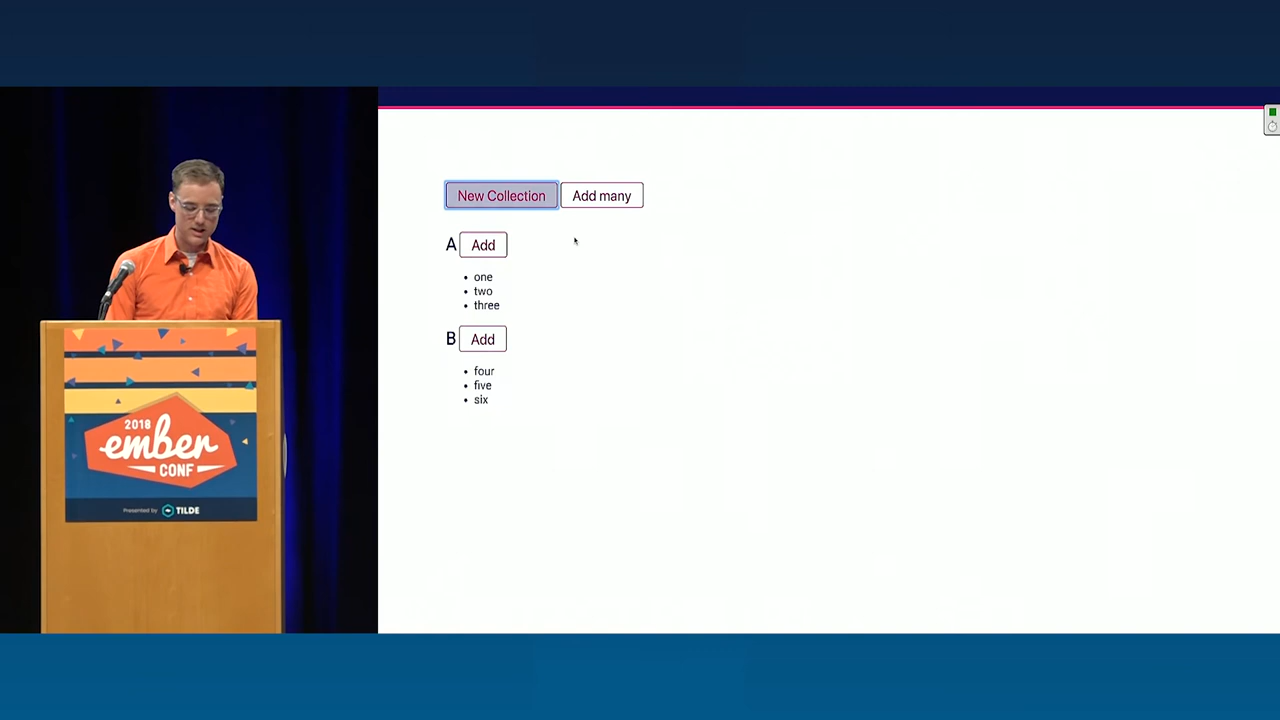 New Collection Add many
A Add
• one
• two
• three
B Add
• four
• five
• six
2018
ember
CONF
Presented by TILDE